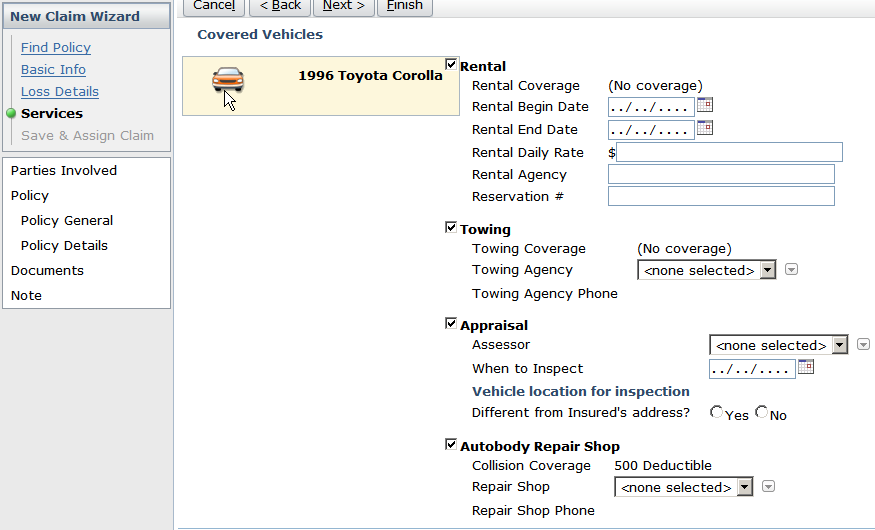 New Claim Wizard
Find Policy
Basic Info
Loss Details
Services
Save & Assign Claim
Parties Involved
Policy
Policy General
Policy Details
Documents
Note
Cancel < Back Next > Finish
Covered Vehicles
1996 Toyota Corolla
Rental
Rental Coverage (No coverage)
Rental Begin Date ../../....
Rental End Date ../../....
Rental Daily Rate $
Rental Agency
Reservation #
Towing
Towing Coverage (No coverage)
Towing Agency <none selected>
Towing Agency Phone
Appraisal
Assessor <none selected>
When to Inspect ../../....
Vehicle location for inspection
Different from Insured's address? Yes No
Autobody Repair Shop
Collision Coverage 500 Deductible
Repair Shop <none selected>
Repair Shop Phone